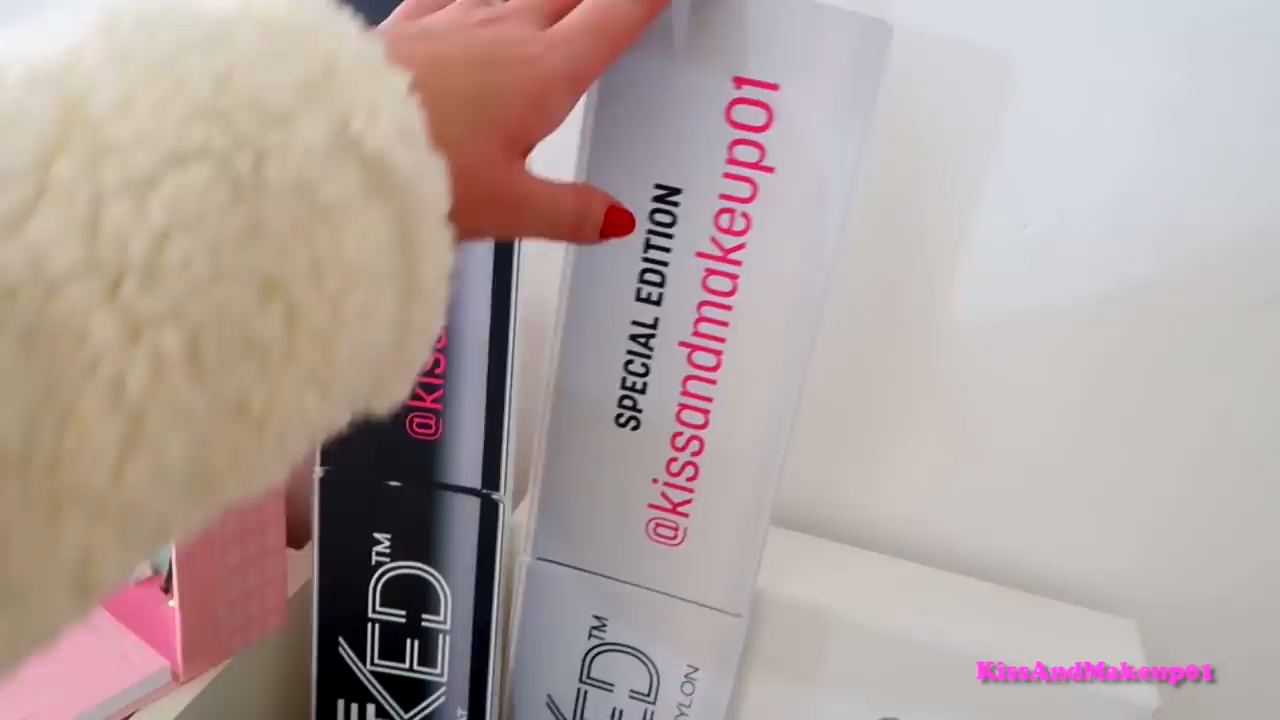 SPECIAL EDITION
@kissandmakeup01
@kiss
KED™
KED™
YLON
KissAndMakeup01